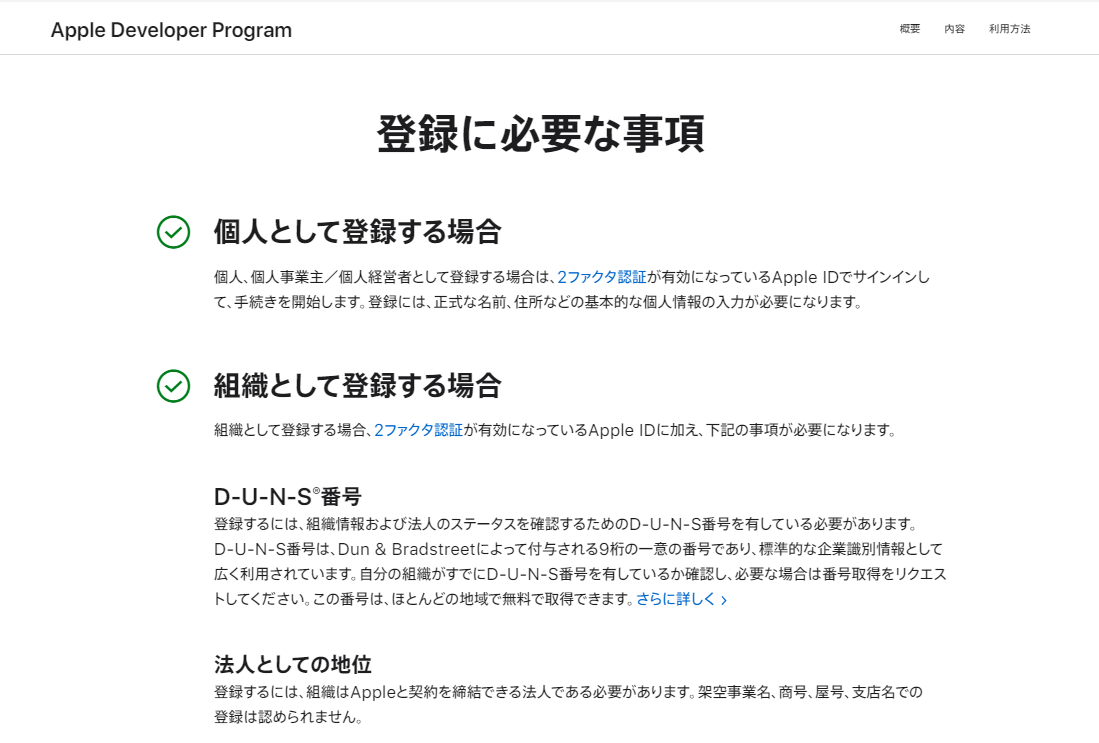 Apple Developer Program
概要 内容 利用方法
登録に必要な事項
個人として登録する場合
個人、個人事業主／個人経営者として登録する場合は、2ファクタ認証が有効になっているApple IDでサインインし
て、手続きを開始します。登録には、正式な名前、住所などの基本的な個人情報の入力が必要になります。
組織として登録する場合
組織として登録する場合、2ファクタ認証が有効になっているApple IDに加え、下記の事項が必要になります。
D-U-N-S®番号
登録するには、組織情報および法人のステータスを確認するためのD-U-N-S番号を有している必要があります。
D-U-N-S番号は、Dun & Bradstreetによって付与される9桁の一意の番号であり、標準的な企業識別情報として
広く利用されています。自分の組織がすでにD-U-N-S番号を有しているか確認し、必要な場合は番号取得をリクエス
トしてください。この番号は、ほとんどの地域で無料で取得できます。さらに詳しく >
法人としての地位
登録するには、組織はAppleと契約を締結できる法人である必要があります。架空事業名、商号、屋号、支店名での
登録は認められません。